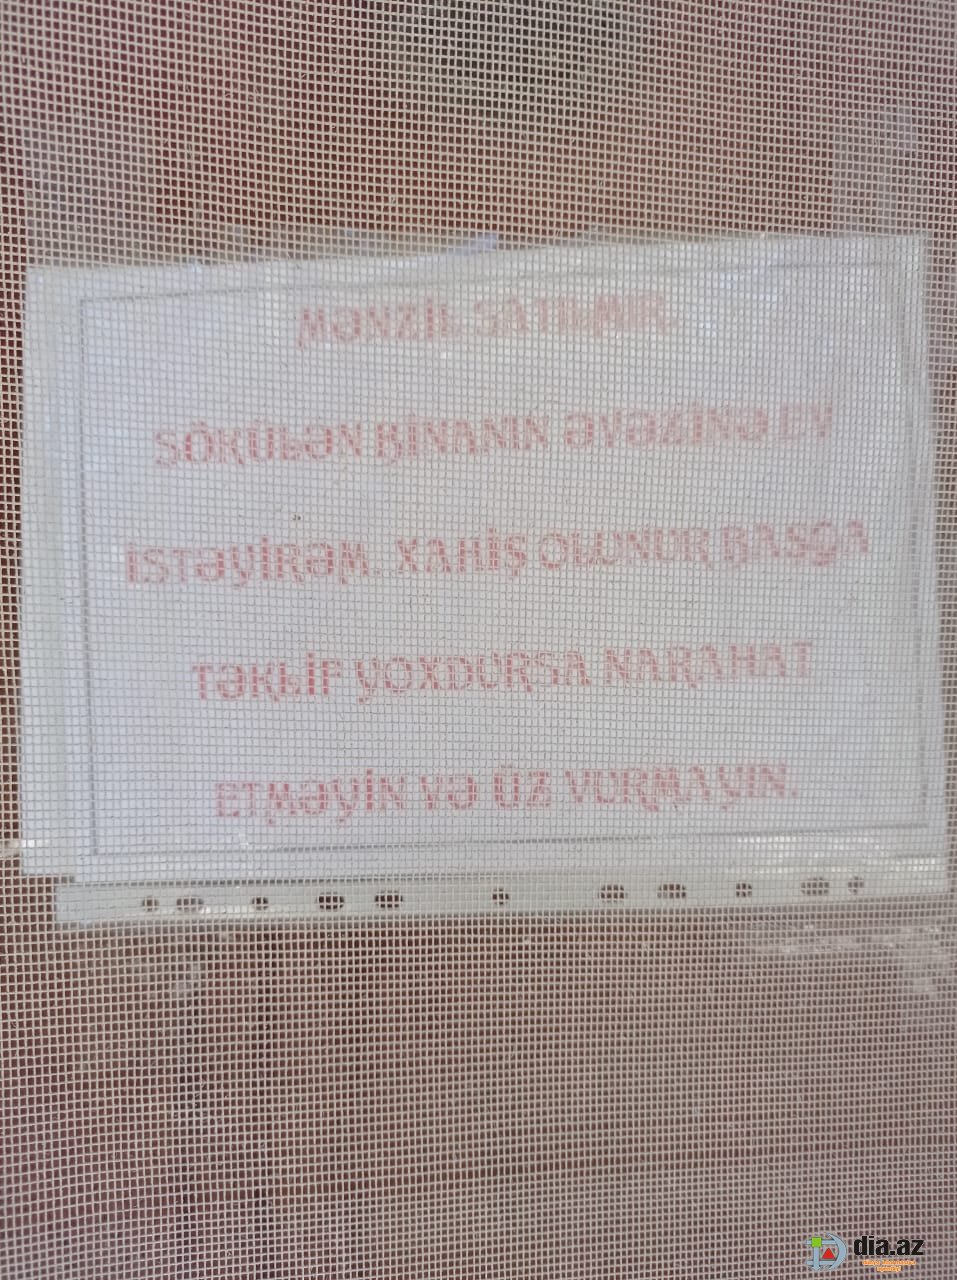 MƏNZİL SATILMIR.
SÖKÜLƏN BİNANIN ƏVƏZİNƏ EV
İSTƏYİRƏM. XAHİŞ OLUNUR BAŞQA
TƏKLİF YOXDURSA NARAHAT
ETMƏYİN VƏ ÜZ VURMAYIN.
dia.az